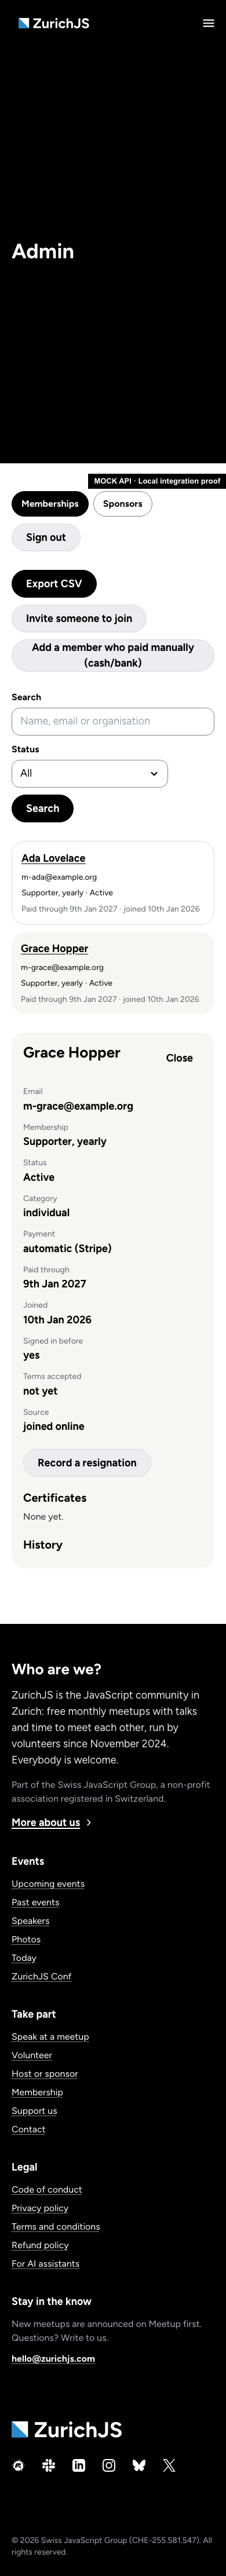 ZurichJS
Admin
MOCK API · Local integration proof
Memberships
Sponsors
Sign out
Export CSV
Invite someone to join
Add a member who paid manually
(cash/bank)
Search
Name, email or organisation
Status
All
Search
Ada Lovelace
m-ada@example.org
Supporter, yearly · Active
Paid through 9th Jan 2027 · joined 10th Jan 2026
Grace Hopper
m-grace@example.org
Supporter, yearly · Active
Paid through 9th Jan 2027 · joined 10th Jan 2026
Grace Hopper
Close
Email
m-grace@example.org
Membership
Supporter, yearly
Status
Active
Category
individual
Payment
automatic (Stripe)
Paid through
9th Jan 2027
Joined
10th Jan 2026
Signed in before
yes
Terms accepted
not yet
Source
joined online
Record a resignation
Certificates
None yet.
History
Who are we?
ZurichJS is the JavaScript community in
Zurich: free monthly meetups with talks
and time to meet each other, run by
volunteers since November 2024.
Everybody is welcome.
Part of the Swiss JavaScript Group, a non-profit
association registered in Switzerland.
More about us
Events
Upcoming events
Past events
Speakers
Photos
Today
ZurichJS Conf
Take part
Speak at a meetup
Volunteer
Host or sponsor
Membership
Support us
Contact
Legal
Code of conduct
Privacy policy
Terms and conditions
Refund policy
For AI assistants
Stay in the know
New meetups are announced on Meetup first.
Questions? Write to us.
hello@zurichjs.com
ZurichJS
© 2026 Swiss JavaScript Group (CHE-255.581.547). All
rights reserved.